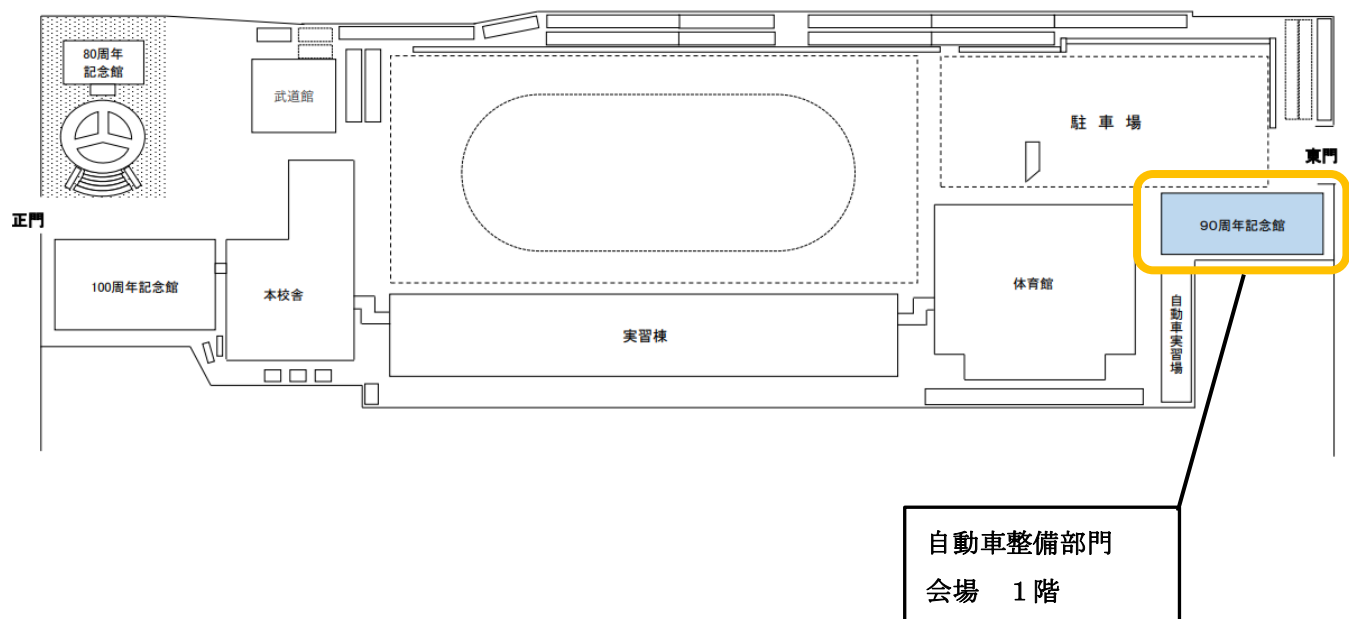 80周年
記念館
武道館
駐 車 場
東門
正門
90周年記念館
100周年記念館
本校舎
体育館
実習棟
自動車実習場
自動車整備部門
会場　１階